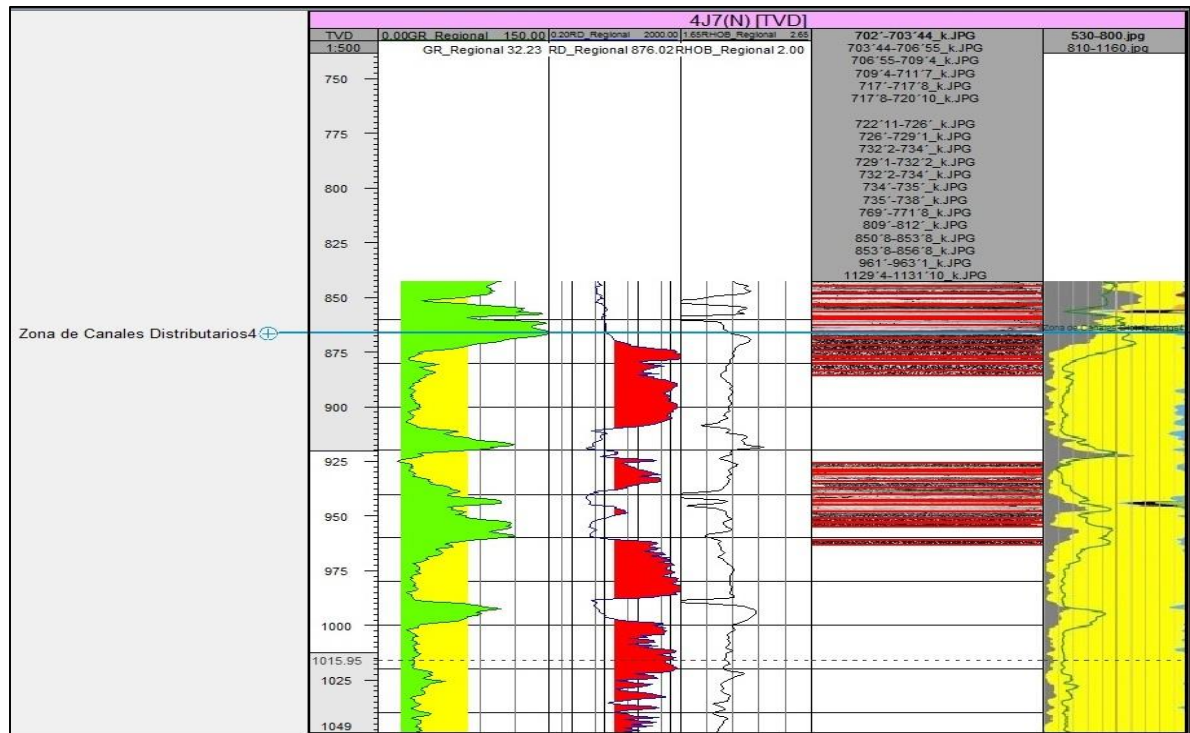 4J7(N) [TVD]
TVD 0.00GR_Regional 150.00 0.20RD_Regional 2000.00 1.65RHOB_Regional 2.65 702´-703´44_k.JPG 530-800.jpg
1:500 GR_Regional 32.23 RD_Regional 876.02 RHOB_Regional 2.00 703´44-706´55_k.JPG 810-1160.jpg
706´55-709´4_k.JPG
709´4-711´7_k.JPG
717´-717´8_k.JPG
717´8-720´10_k.JPG
722´11-726´_k.JPG
726´-729´1_k.JPG
732´2-734´_k.JPG
729´1-732´2_k.JPG
732´2-734´_k.JPG
734´-735´_k.JPG
735´-738´_k.JPG
769´-771´8_k.JPG
809´-812´_k.JPG
850´8-853´8_k.JPG
853´8-856´8_k.JPG
961´-963´1_k.JPG
1129´4-1131´10_k.JPG
750
775
800
825
850
Zona de Canales Distributarios4 Zona de Canales Distributarios4
875
900
925
950
975
1000
1015.95
1025
1049